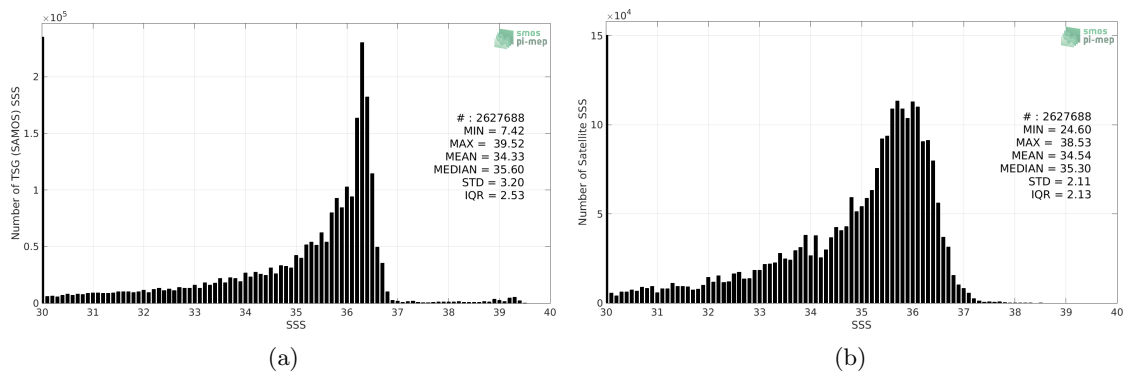 ×10⁵
smos
pi-mep
Number of TSG (SAMOS) SSS
2
1.5
1
0.5
0
# : 2627688
MIN = 7.42
MAX = 39.52
MEAN = 34.33
MEDIAN = 35.60
STD = 3.20
IQR = 2.53
30 31 32 33 34 35 36 37 38 39 40
SSS
(a)
×10⁴
smos
pi-mep
Number of Satellite SSS
15
10
5
0
# : 2627688
MIN = 24.60
MAX = 38.53
MEAN = 34.54
MEDIAN = 35.30
STD = 2.11
IQR = 2.13
30 31 32 33 34 35 36 37 38 39 40
SSS
(b)